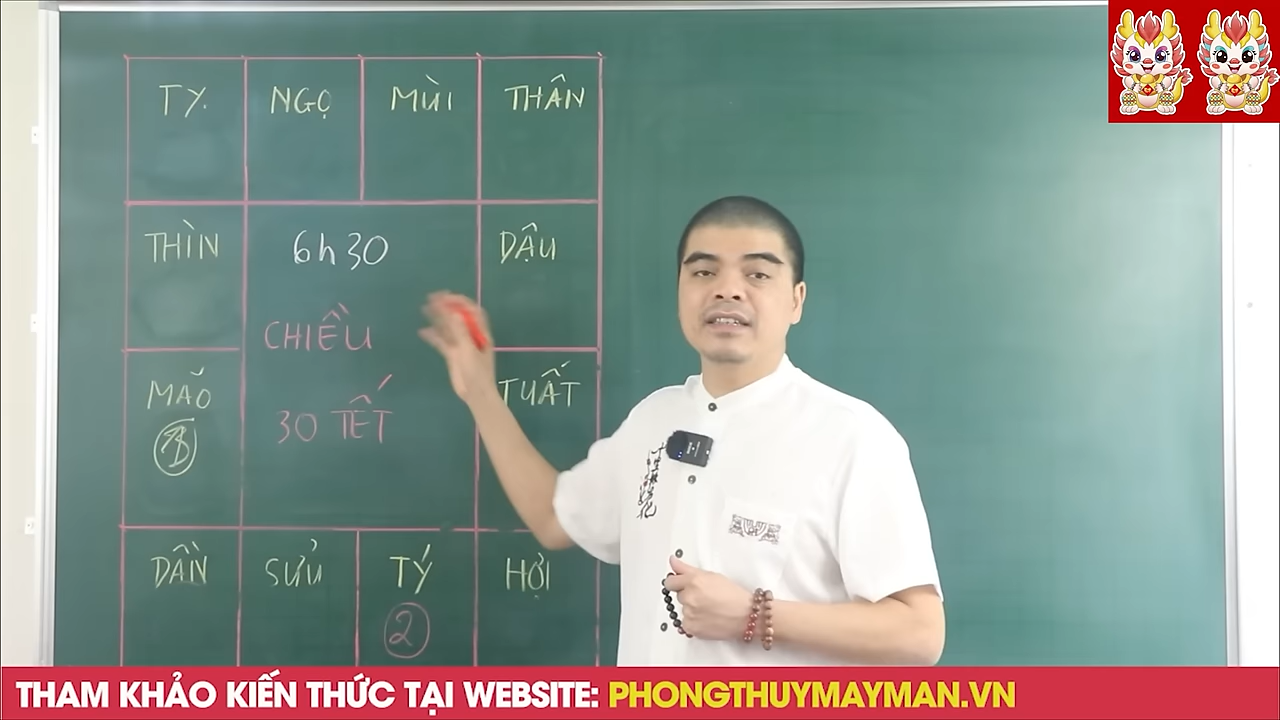 TỴ. NGỌ MÙI THÂN
THÌN 6h30 DẬU
CHIỀU
MÃO 30 TẾT TUẤT
1
DẦN SỬU TÝ HỢI
2
THAM KHẢO KIẾN THỨC TẠI WEBSITE: PHONGTHUYMAYMAN.VN